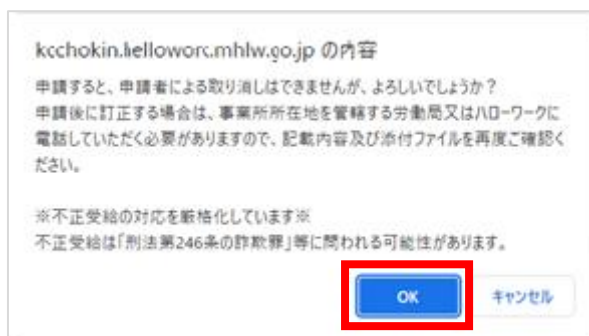 kochokin.hellowork.mhlw.go.jp の内容
申請すると、申請者による取り消しはできませんが、よろしいでしょうか？
申請後に訂正する場合は、事業所所在地を管轄する労働局又はハローワークに
電話していただく必要がありますので、記載内容及び添付ファイルを再度ご確認く
ださい。
※不正受給の対応を厳格化しています※
不正受給は「刑法第246条の詐欺罪」等に問われる可能性があります。
OK
キャンセル